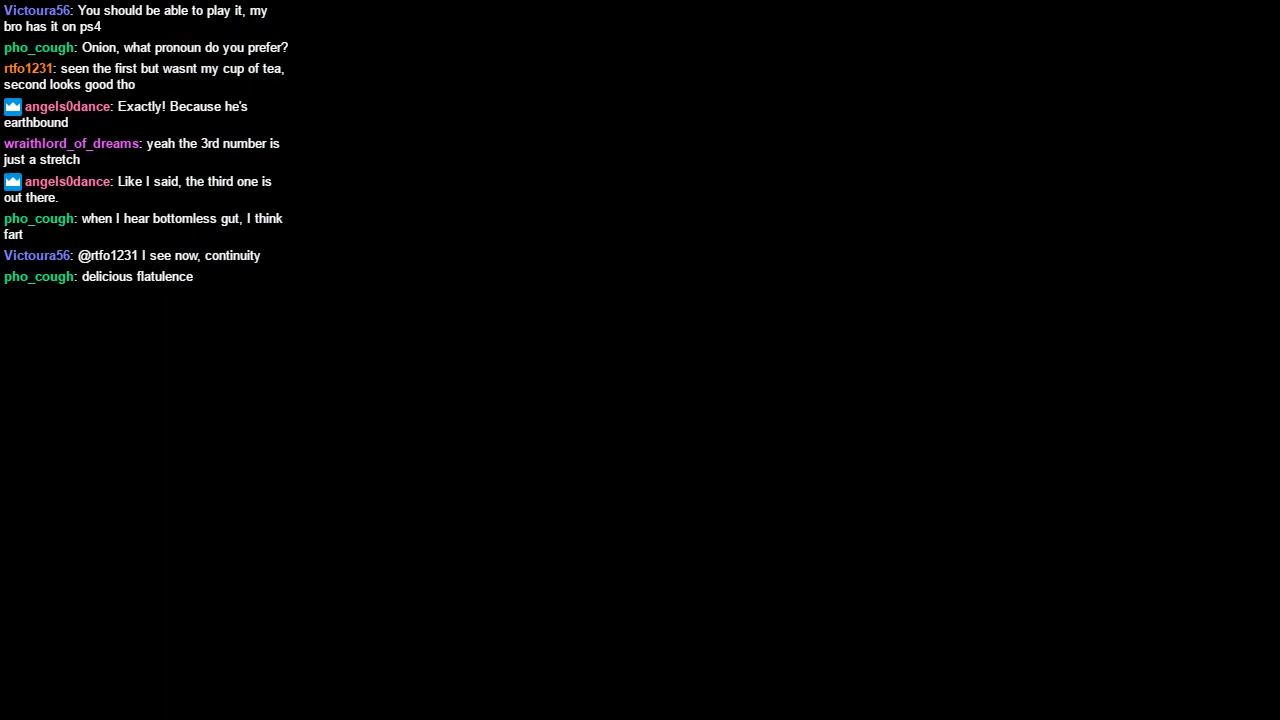 Victoura56: You should be able to play it, my
bro has it on ps4
pho_cough: Onion, what pronoun do you prefer?
rtfo1231: seen the first but wasnt my cup of tea,
second looks good tho
angels0dance: Exactly! Because he's
earthbound
wraithlord_of_dreams: yeah the 3rd number is
just a stretch
angels0dance: Like I said, the third one is
out there.
pho_cough: when I hear bottomless gut, I think
fart
Victoura56: @rtfo1231 I see now, continuity
pho_cough: delicious flatulence